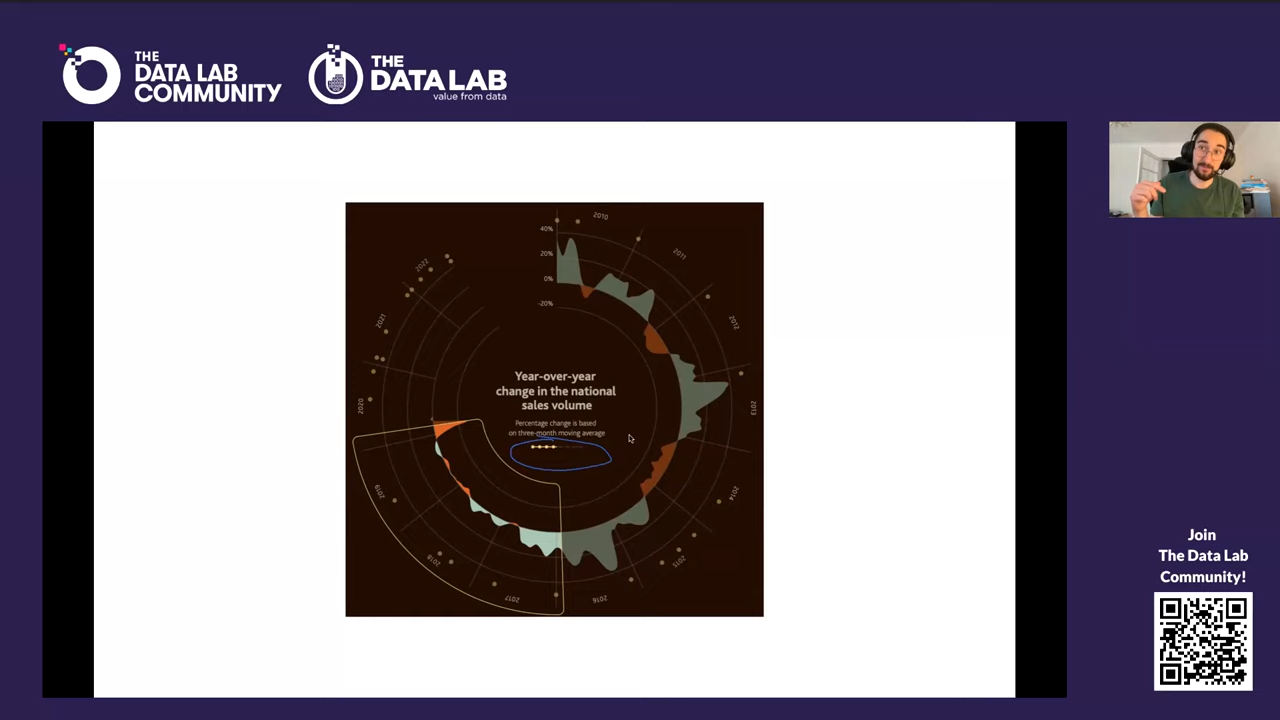 THE
DATA LAB
COMMUNITY
THE
DATA LAB
value from data
2010
2011
2012
2013
2014
2015
2016
2017
2018
2019
2020
2021
2022
40%
20%
0%
-20%
Year-over-year
change in the national
sales volume
Percentage change is based
on three-month moving average
Join
The Data Lab
Community!